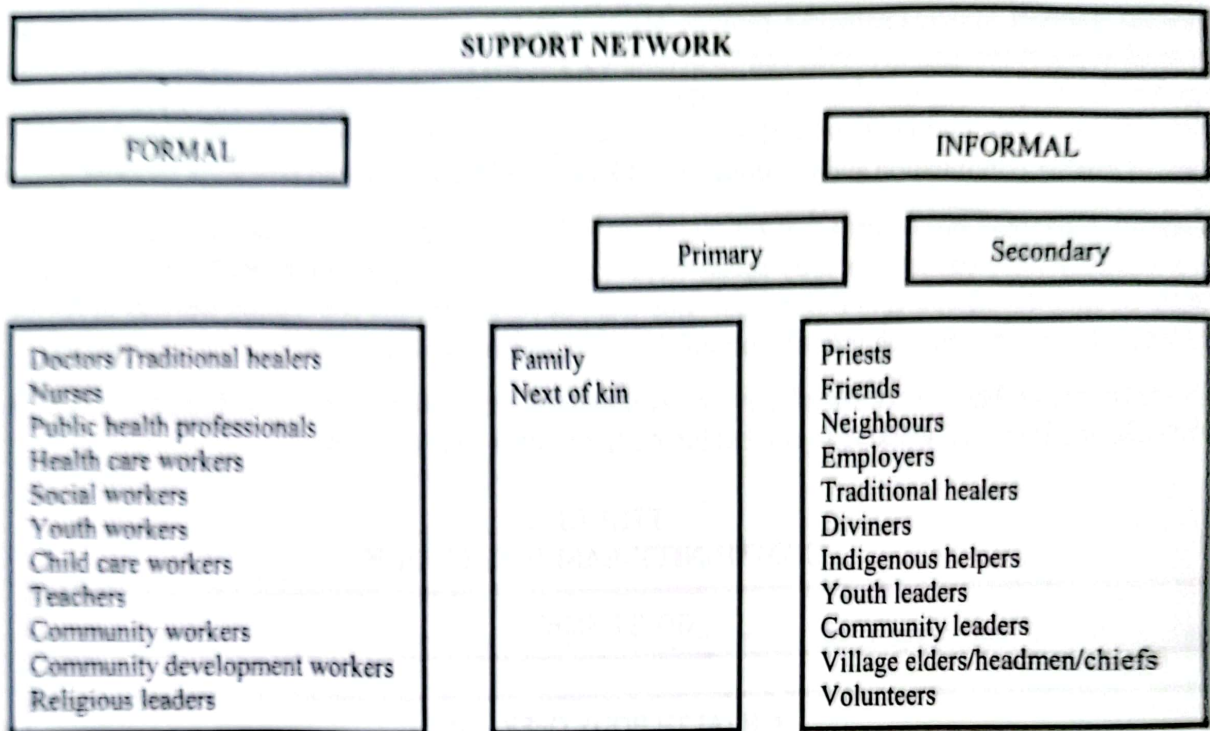 SUPPORT NETWORK
FORMAL
INFORMAL
Primary
Secondary
Doctors/Traditional healers
Nurses
Public health professionals
Health care workers
Social workers
Youth workers
Child care workers
Teachers
Community workers
Community development workers
Religious leaders
Family
Next of kin
Priests
Friends
Neighbours
Employers
Traditional healers
Diviners
Indigenous helpers
Youth leaders
Community leaders
Village elders/headmen/chiefs
Volunteers